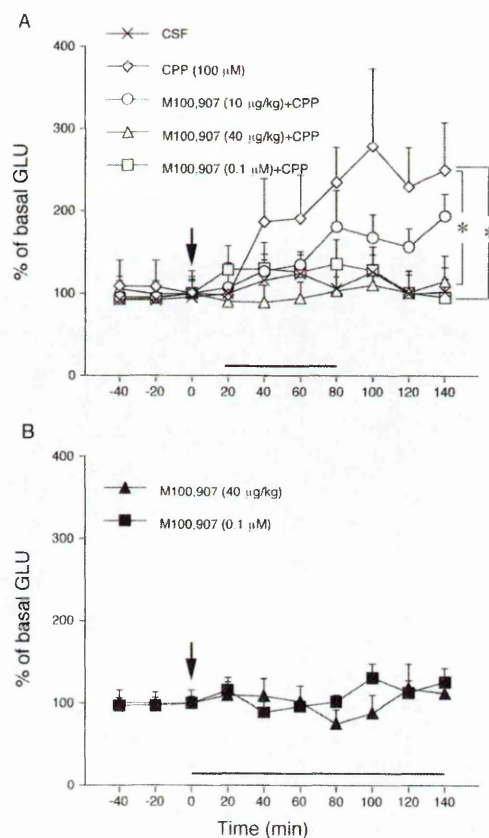 A
CSF
CPP (100 μM)
M100,907 (10 μg/kg)+CPP
M100,907 (40 μg/kg)+CPP
M100,907 (0.1 μM)+CPP
400
300
200
100
0
% of basal GLU
* *
-40 -20 0 20 40 60 80 100 120 140
B
M100,907 (40 μg/kg)
M100,907 (0.1 μM)
400
300
200
100
0
% of basal GLU
-40 -20 0 20 40 60 80 100 120 140
Time (min)